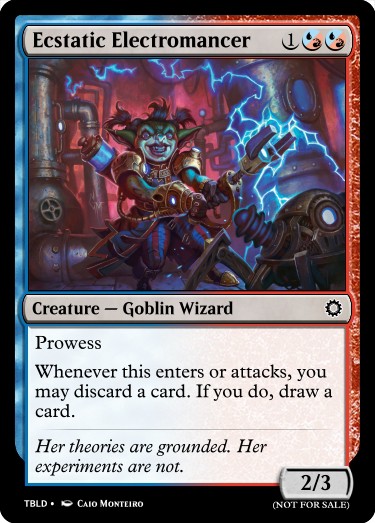 Ecstatic Electromancer 1
Creature — Goblin Wizard
Prowess
Whenever this enters or attacks, you
may discard a card. If you do, draw a
card.
Her theories are grounded. Her
experiments are not.
2/3
TBLD • Caio Monteiro
(NOT FOR SALE)